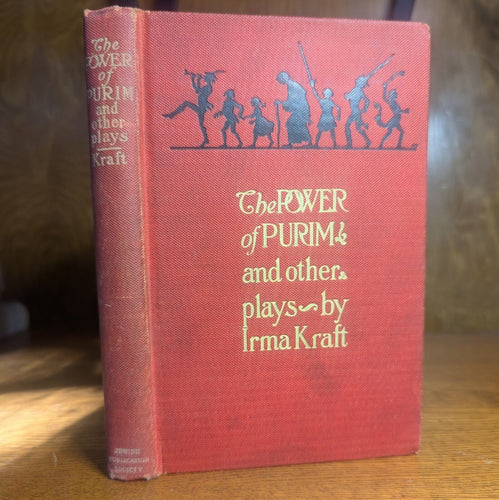 The
POWER
of
PURIM
and
other
plays
Kraft
JEWISH
PUBLICATION
SOCIETY
The POWER
of PURIM
and other
plays by
Irma Kraft